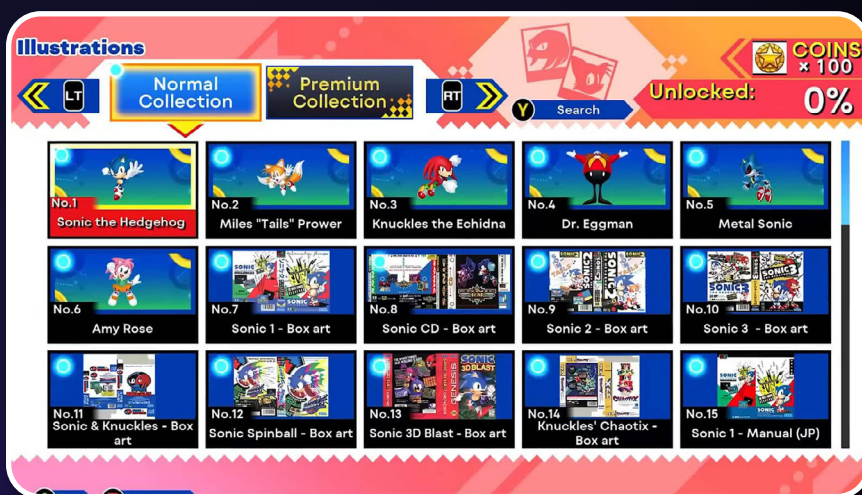 Illustrations
COINS
× 100
LT
Normal
Collection
Premium
Collection
RT
Y
Search
Unlocked:
0%
No.1
Sonic the Hedgehog
No.2
Miles "Tails" Prower
No.3
Knuckles the Echidna
No.4
Dr. Eggman
No.5
Metal Sonic
No.6
Amy Rose
No.7
Sonic 1 - Box art
No.8
Sonic CD - Box art
No.9
Sonic 2 - Box art
No.10
Sonic 3 - Box art
No.11
Sonic & Knuckles - Box
art
No.12
Sonic Spinball - Box art
No.13
Sonic 3D Blast - Box art
No.14
Knuckles' Chaotix -
Box art
No.15
Sonic 1 - Manual (JP)